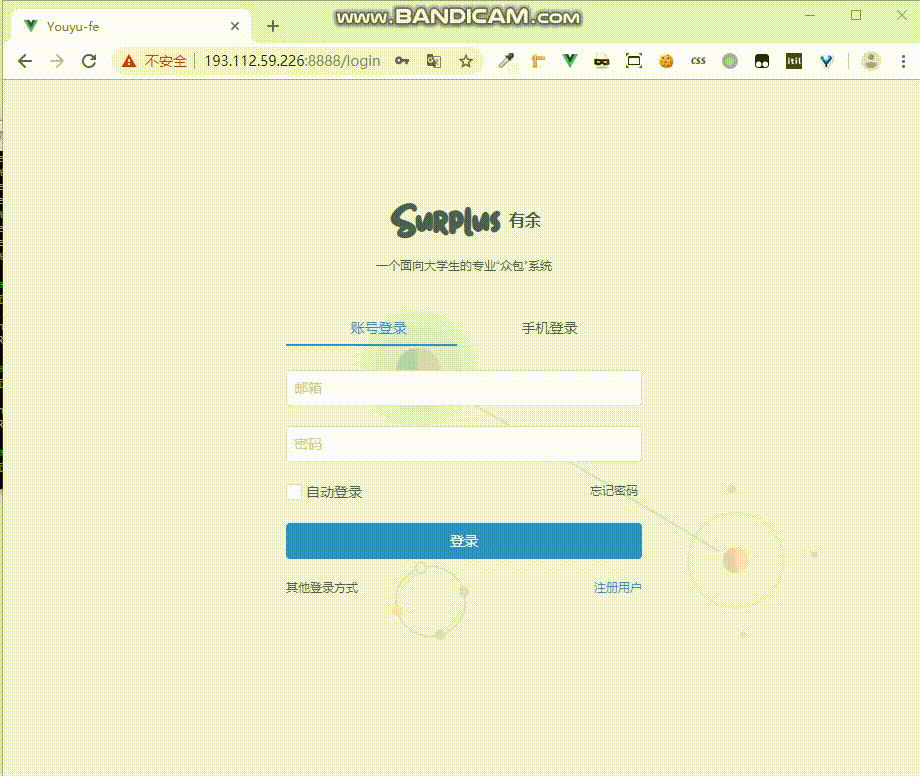 Youyu-fe
www.BANDICAM.com
不安全
193.112.59.226:8888/login
css
itil
Surplus 有余
一个面向大学生的专业“众包”系统
账号登录
手机登录
邮箱
密码
自动登录
忘记密码
登录
其他登录方式
注册用户